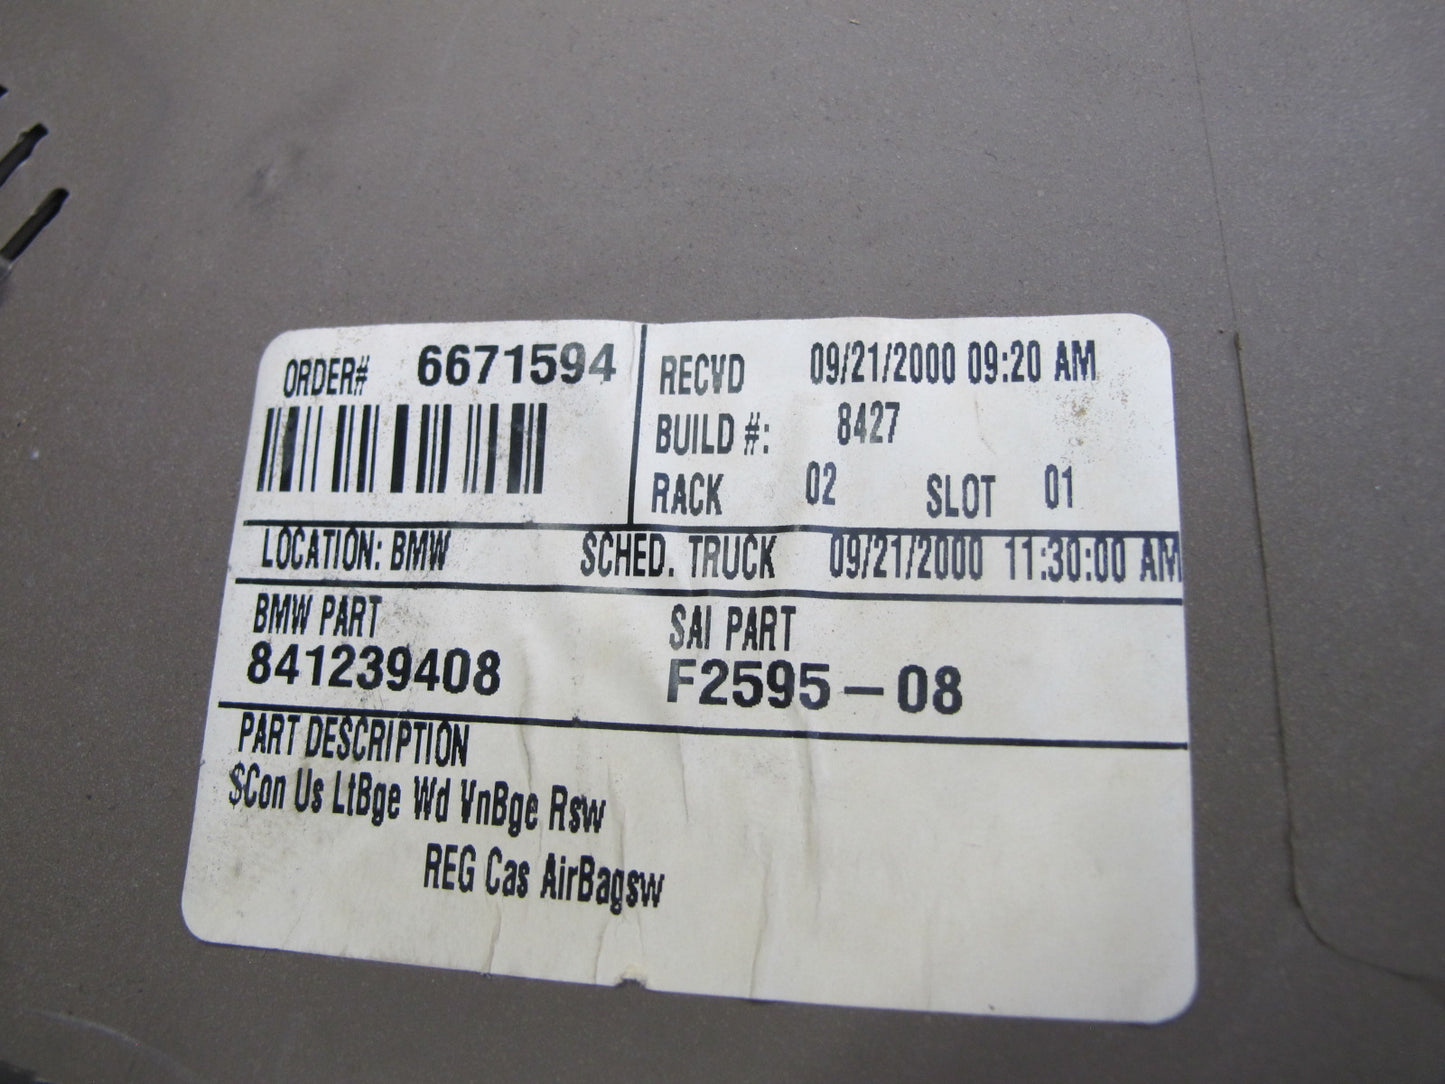 ORDER# 6671594
RECVD 09/21/2000 09:20 AM
BUILD #: 8427
RACK 02 SLOT 01
LOCATION: BMW SCHED. TRUCK 09/21/2000 11:30:00 AM
BMW PART SAI PART
841239408 F2595-08
PART DESCRIPTION
$Con Us LtBge Wd VnBge Rsw
REG Cas AirBagsw